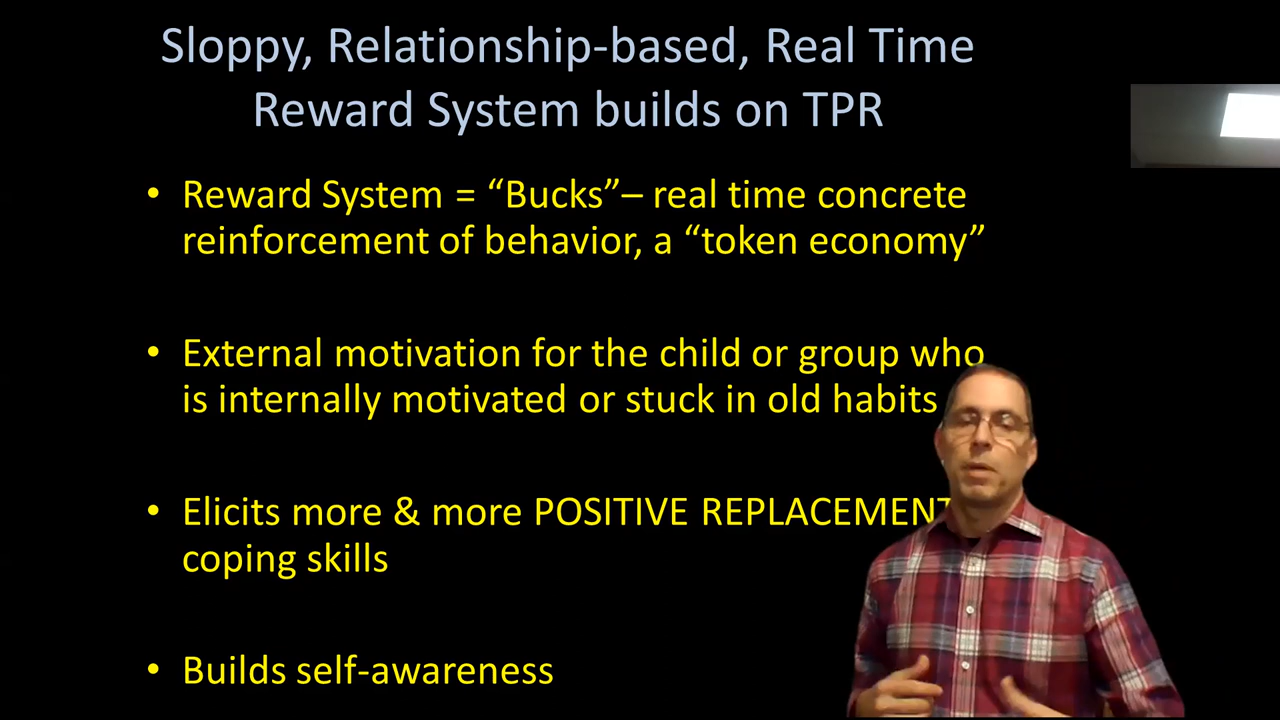 Sloppy, Relationship-based, Real Time
Reward System builds on TPR
• Reward System = “Bucks”– real time concrete
reinforcement of behavior, a “token economy”
• External motivation for the child or group who
is internally motivated or stuck in old habits
• Elicits more & more POSITIVE REPLACEMENT
coping skills
• Builds self-awareness